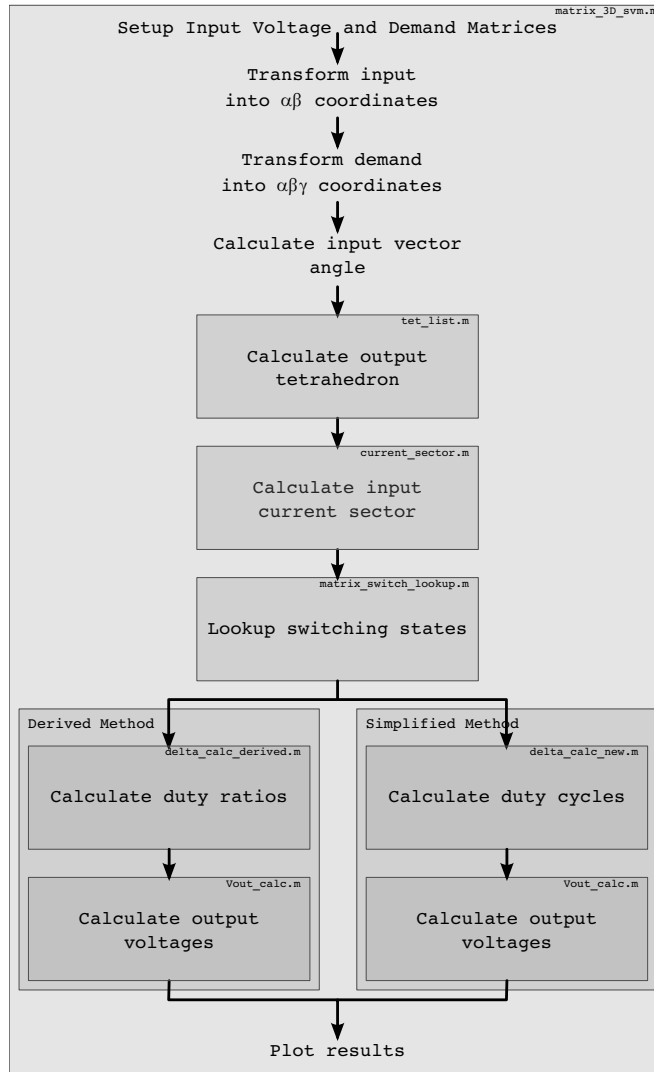 matrix_3D_svm.m
Setup Input Voltage and Demand Matrices
Transform input
into αβ coordinates
Transform demand
into αβγ coordinates
Calculate input vector
angle
tet_list.m
Calculate output
tetrahedron
current_sector.m
Calculate input
current sector
matrix_switch_lookup.m
Lookup switching states
Derived Method
delta_calc_derived.m
Calculate duty ratios
Vout_calc.m
Calculate output
voltages
Simplified Method
delta_calc_new.m
Calculate duty cycles
Vout_calc.m
Calculate output
voltages
Plot results